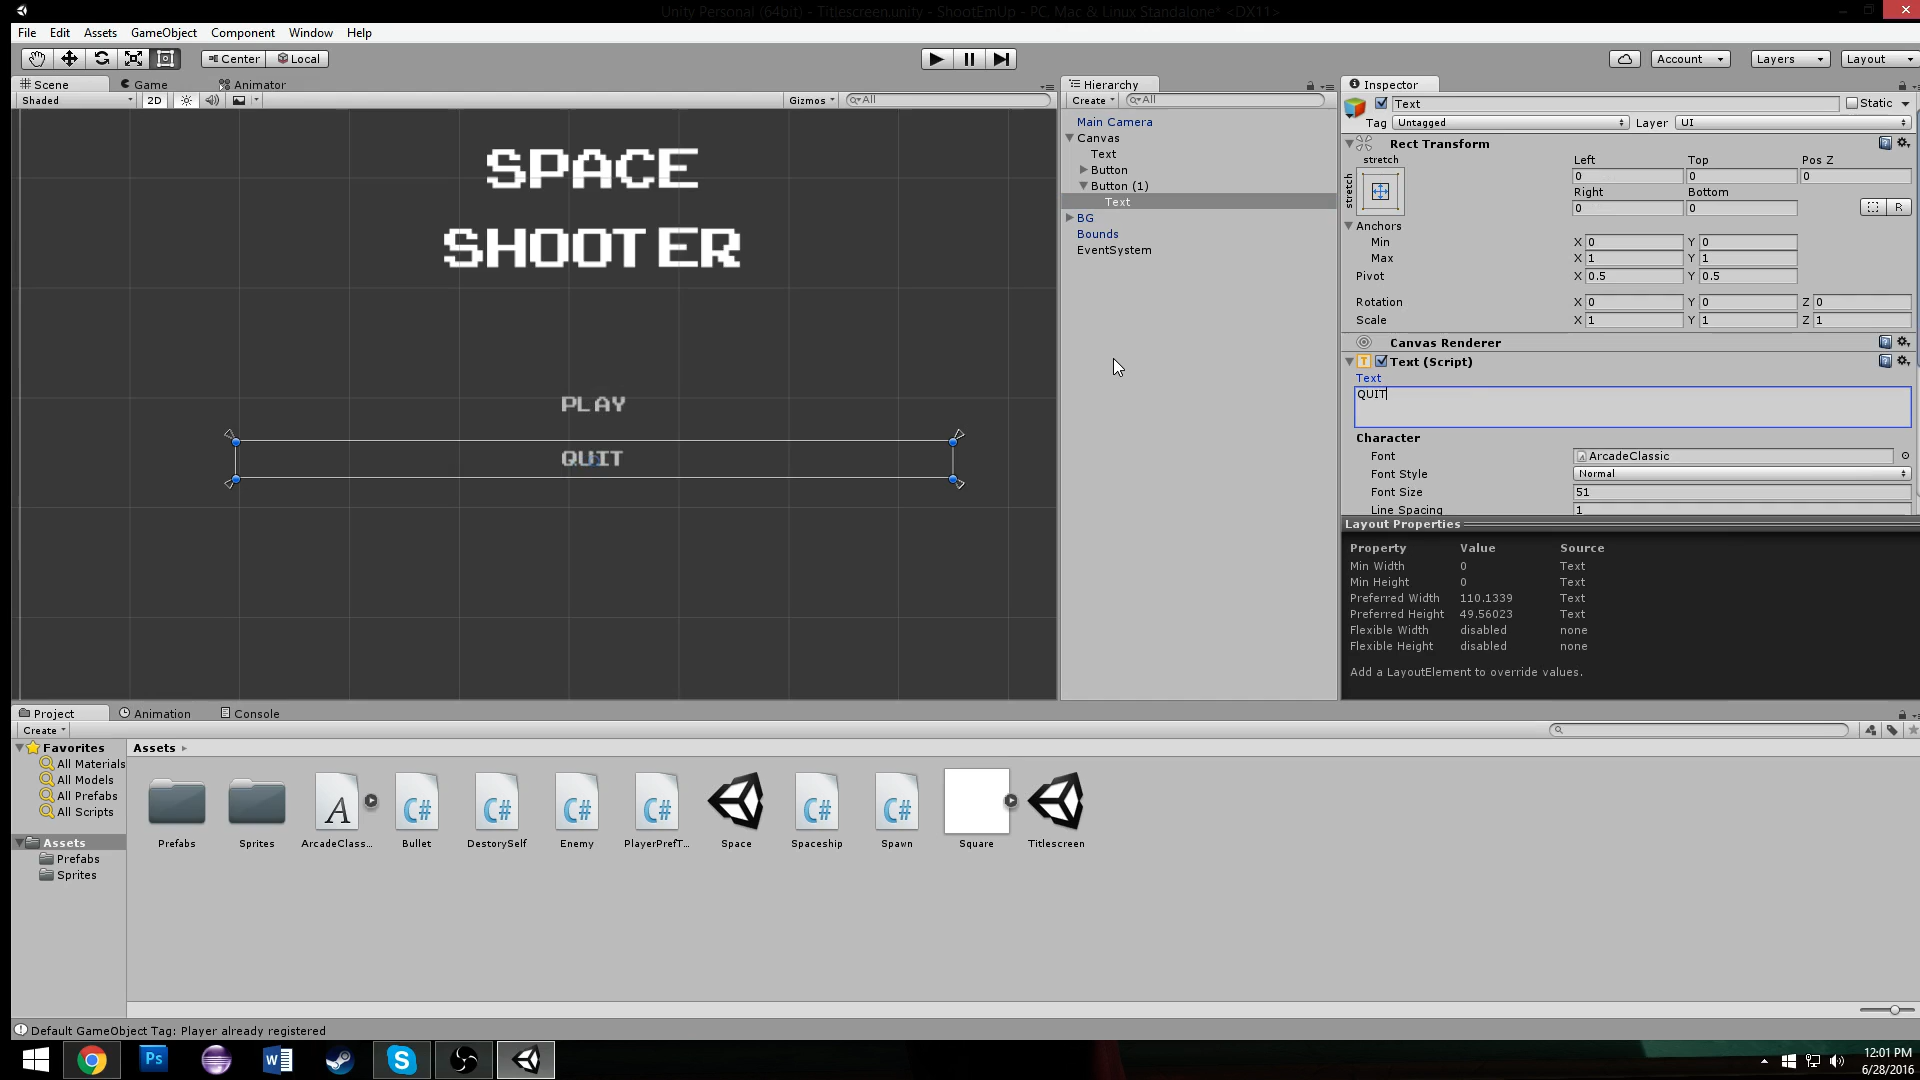 Unity Personal (64bit) - Titlescreen.unity - ShootEmUp - PC, Mac & Linux Standalone* <DX11>
File Edit Assets GameObject Component Window Help
Center Local Account Layers Layout
Scene Game Animator
Shaded 2D Gizmos All
SPACE
SHOOTER
PLAY
QUIT
Hierarchy
Create All
Main Camera
Canvas
Text
Button
Button (1)
Text
BG
Bounds
EventSystem
Inspector
Text Static
Tag Untagged Layer UI
Rect Transform
stretch Left Top Pos Z
stretch
0 0 0
Right Bottom
0 0 R
Anchors
Min X 0 Y 0
Max X 1 Y 1
Pivot X 0.5 Y 0.5
Rotation X 0 Y 0 Z 0
Scale X 1 Y 1 Z 1
Canvas Renderer
Text (Script)
Text
QUIT
Character
Font ArcadeClassic
Font Style Normal
Font Size 51
Line Spacing 1
Layout Properties
Property Value Source
Min Width 0 Text
Min Height 0 Text
Preferred Width 110.1339 Text
Preferred Height 49.56023 Text
Flexible Width disabled none
Flexible Height disabled none
Add a LayoutElement to override values.
Project Animation Console
Create
Favorites
All Materials
All Models
All Prefabs
All Scripts
Assets
Prefabs
Sprites
Assets
Prefabs Sprites ArcadeClass... Bullet DestorySelf Enemy PlayerPrefT... Space Spaceship Spawn Square Titlescreen
Default GameObject Tag: Player already registered
12:01 PM
6/28/2016